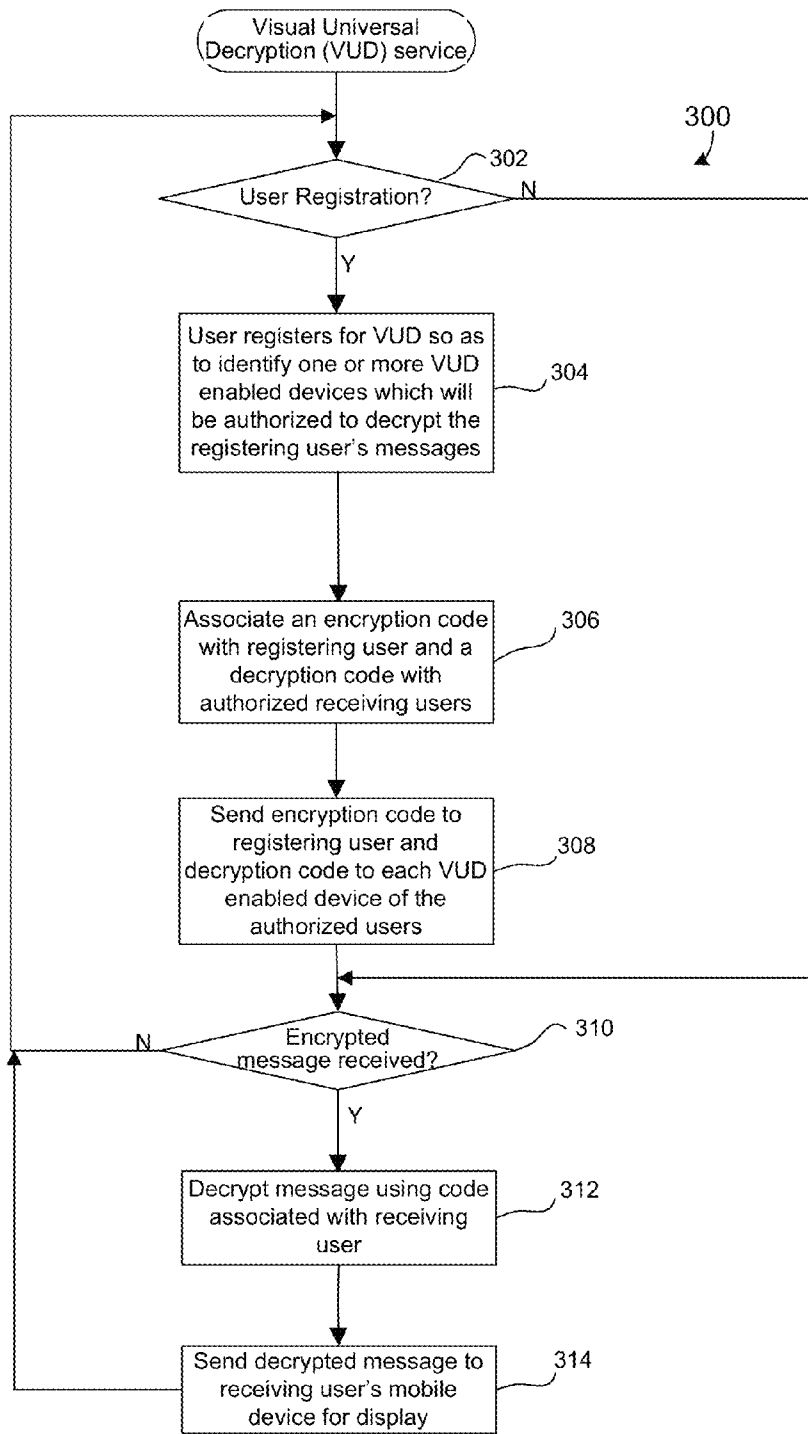 Visual Universal
Decryption (VUD) service
300
302
User Registration?
N
Y
User registers for VUD so as
to identify one or more VUD
enabled devices which will
be authorized to decrypt the
registering user's messages
304
Associate an encryption code
with registering user and a
decryption code with
authorized receiving users
306
Send encryption code to
registering user and
decryption code to each VUD
enabled device of the
authorized users
308
Encrypted
message received?
310
N
Y
Decrypt message using code
associated with receiving
user
312
Send decrypted message to
receiving user's mobile
device for display
314